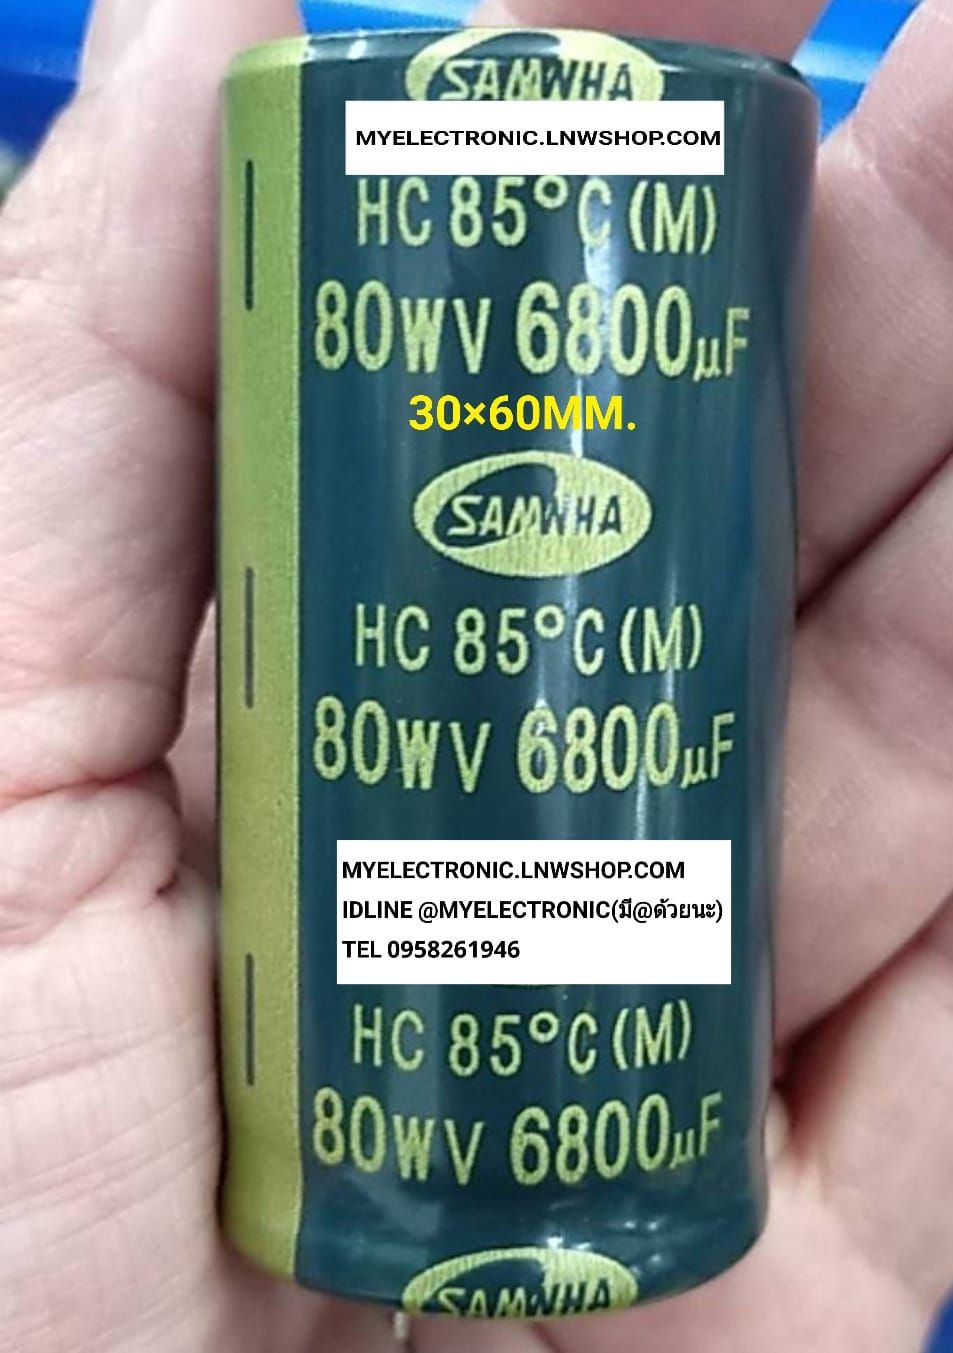 SAMWHA
MYELECTRONIC.LNWSHOP.COM
HC 85°C (M)
80WV 6800µF
30×60MM.
SAMWHA
HC 85°C (M)
80WV 6800µF
MYELECTRONIC.LNWSHOP.COM
IDLINE @MYELECTRONIC(มี@ด้วยนะ)
TEL 0958261946
HC 85°C (M)
80WV 6800µF
SAMWHA